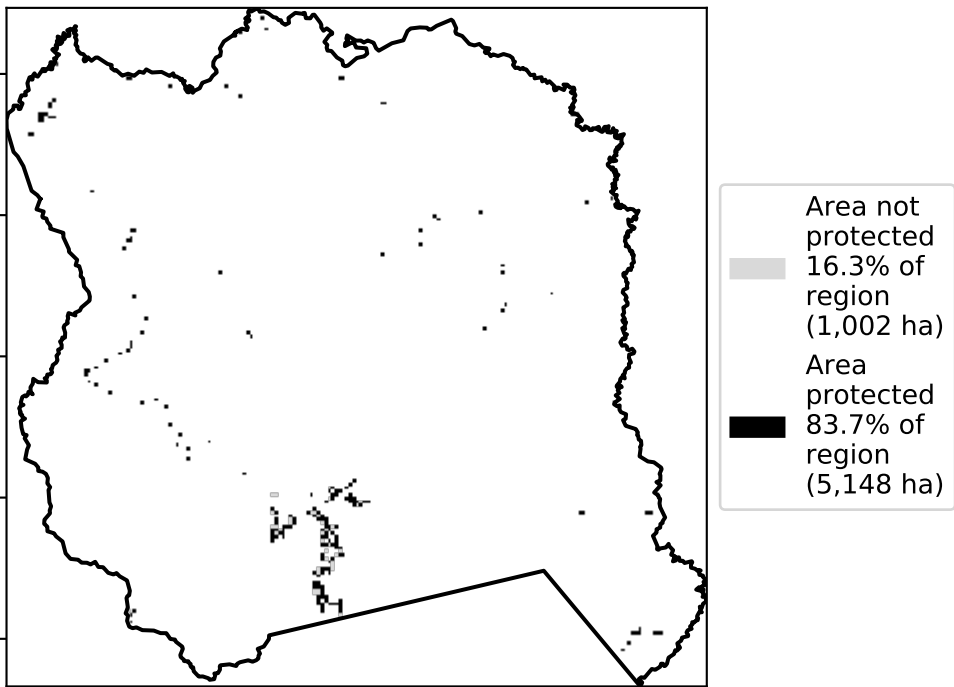 Area not
protected
16.3% of
region
(1,002 ha)
Area
protected
83.7% of
region
(5,148 ha)